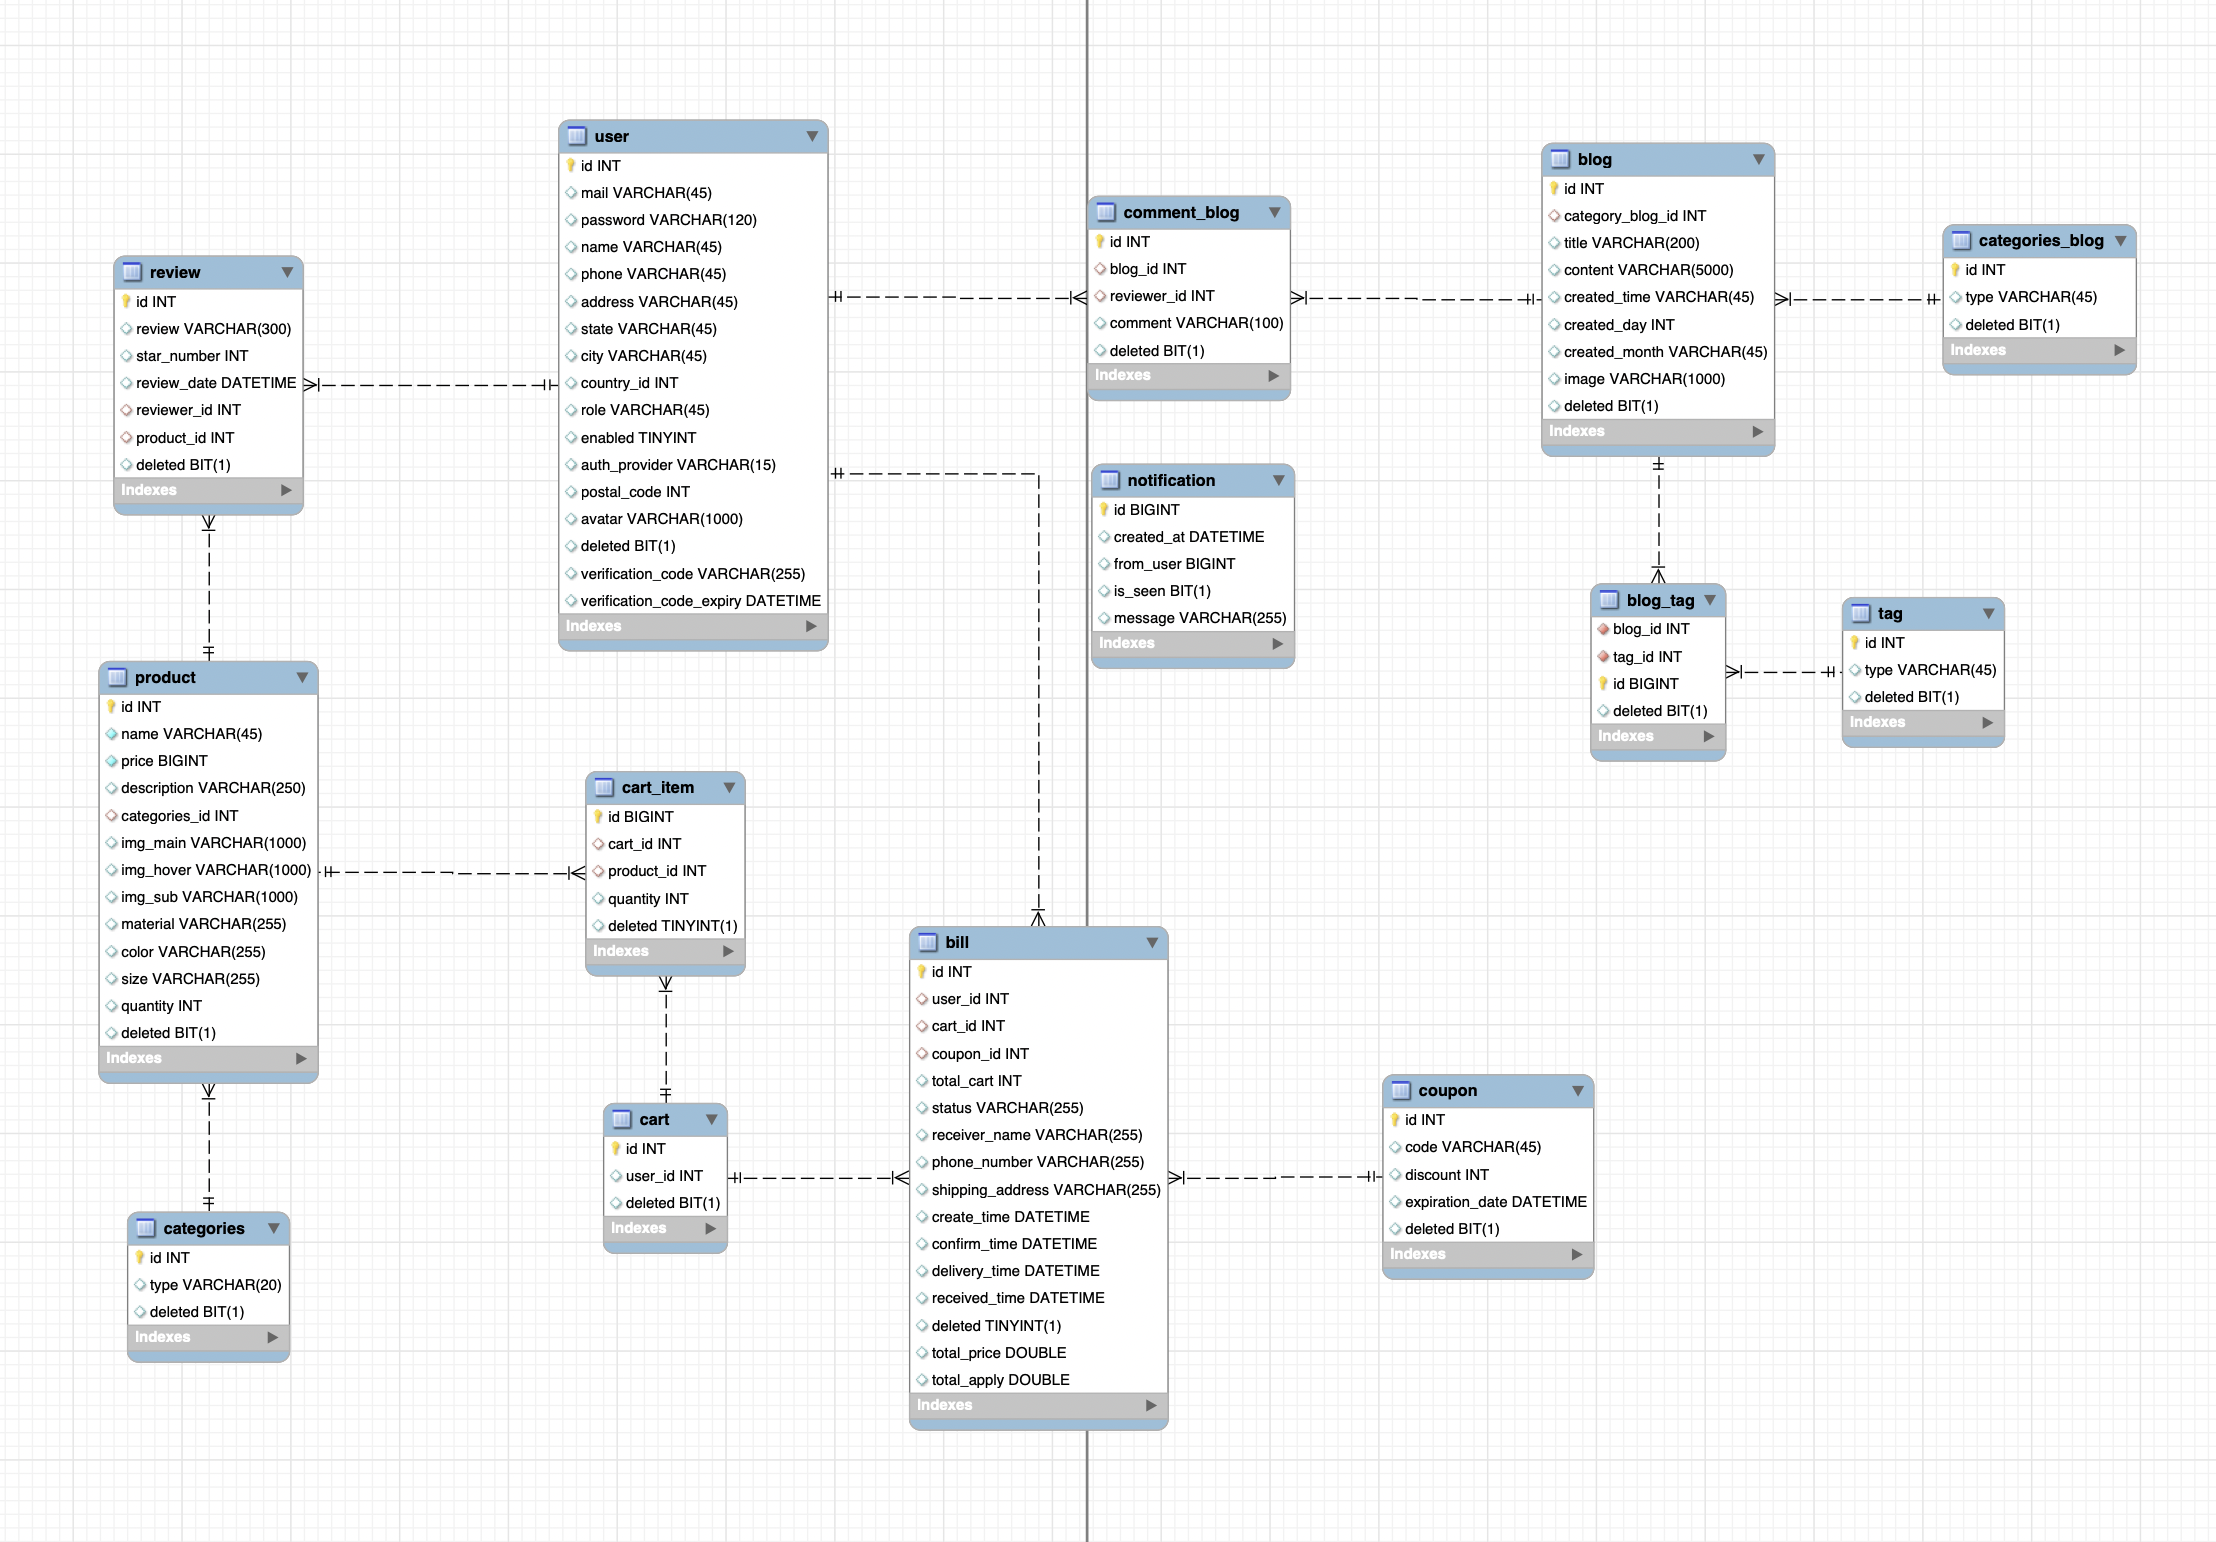 user
id INT
mail VARCHAR(45)
password VARCHAR(120)
name VARCHAR(45)
phone VARCHAR(45)
address VARCHAR(45)
state VARCHAR(45)
city VARCHAR(45)
country_id INT
role VARCHAR(45)
enabled TINYINT
auth_provider VARCHAR(15)
postal_code INT
avatar VARCHAR(1000)
deleted BIT(1)
verification_code VARCHAR(255)
verification_code_expiry DATETIME
Indexes
blog
id INT
category_blog_id INT
title VARCHAR(200)
content VARCHAR(5000)
created_time VARCHAR(45)
created_day INT
created_month VARCHAR(45)
image VARCHAR(1000)
deleted BIT(1)
Indexes
comment_blog
id INT
blog_id INT
reviewer_id INT
comment VARCHAR(100)
deleted BIT(1)
Indexes
categories_blog
id INT
type VARCHAR(45)
deleted BIT(1)
Indexes
review
id INT
review VARCHAR(300)
star_number INT
review_date DATETIME
reviewer_id INT
product_id INT
deleted BIT(1)
Indexes
notification
id BIGINT
created_at DATETIME
from_user BIGINT
is_seen BIT(1)
message VARCHAR(255)
Indexes
blog_tag
blog_id INT
tag_id INT
id BIGINT
deleted BIT(1)
Indexes
tag
id INT
type VARCHAR(45)
deleted BIT(1)
Indexes
product
id INT
name VARCHAR(45)
price BIGINT
description VARCHAR(250)
categories_id INT
img_main VARCHAR(1000)
img_hover VARCHAR(1000)
img_sub VARCHAR(1000)
material VARCHAR(255)
color VARCHAR(255)
size VARCHAR(255)
quantity INT
deleted BIT(1)
Indexes
cart_item
id BIGINT
cart_id INT
product_id INT
quantity INT
deleted TINYINT(1)
Indexes
bill
id INT
user_id INT
cart_id INT
coupon_id INT
total_cart INT
status VARCHAR(255)
receiver_name VARCHAR(255)
phone_number VARCHAR(255)
shipping_address VARCHAR(255)
create_time DATETIME
confirm_time DATETIME
delivery_time DATETIME
received_time DATETIME
deleted TINYINT(1)
total_price DOUBLE
total_apply DOUBLE
Indexes
coupon
id INT
code VARCHAR(45)
discount INT
expiration_date DATETIME
deleted BIT(1)
Indexes
cart
id INT
user_id INT
deleted BIT(1)
Indexes
categories
id INT
type VARCHAR(20)
deleted BIT(1)
Indexes